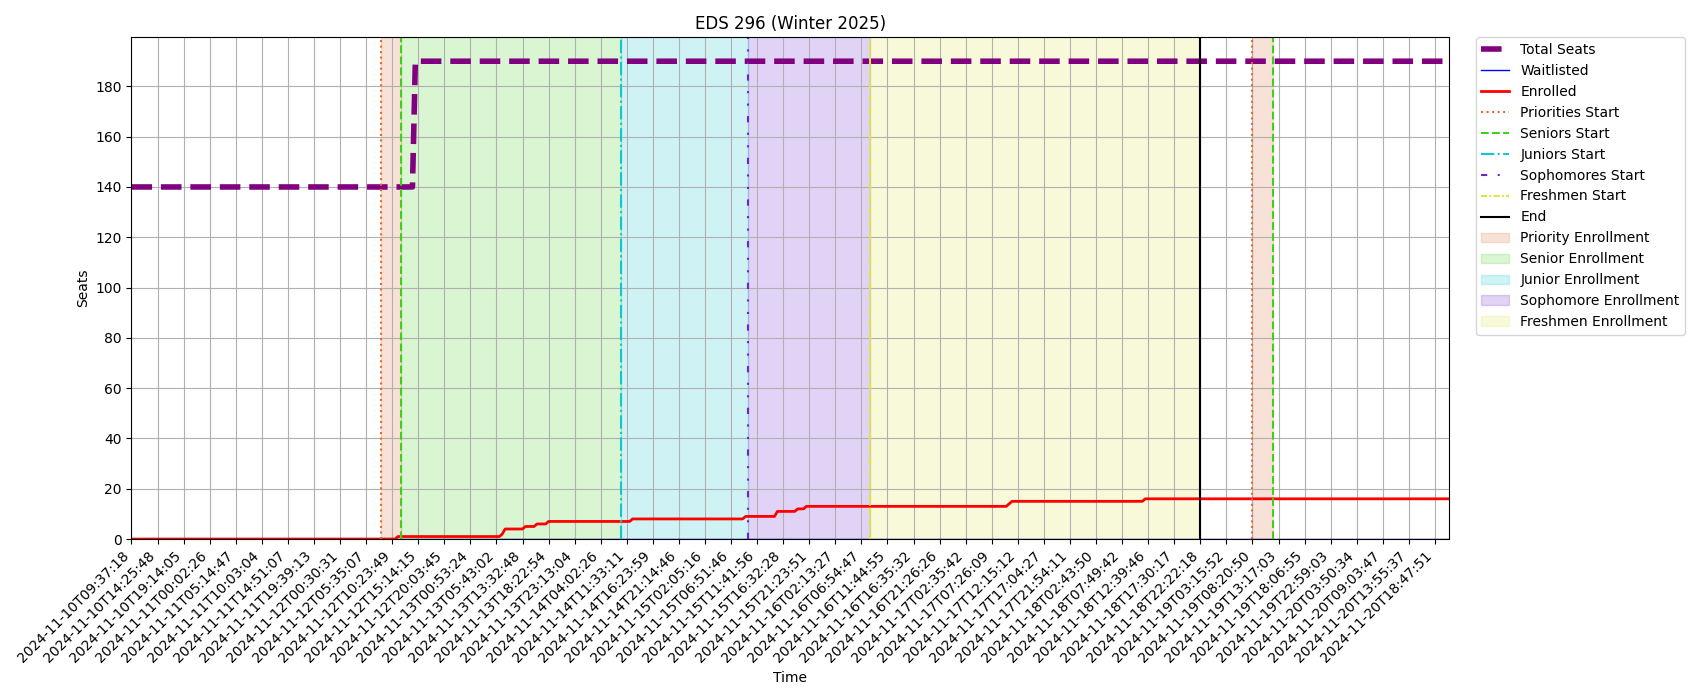 EDS 296 (Winter 2025)
Seats
180
160
140
120
100
80
60
40
20
0
2024-11-10T09:37:18
2024-11-10T14:25:48
2024-11-10T19:14:05
2024-11-11T00:02:26
2024-11-11T05:14:47
2024-11-11T10:03:04
2024-11-11T14:51:07
2024-11-11T19:39:13
2024-11-12T00:30:31
2024-11-12T05:35:07
2024-11-12T10:23:49
2024-11-12T15:14:15
2024-11-12T20:03:45
2024-11-13T00:53:24
2024-11-13T05:43:02
2024-11-13T13:32:48
2024-11-13T18:22:54
2024-11-13T23:13:04
2024-11-14T04:02:26
2024-11-14T11:33:11
2024-11-14T16:23:59
2024-11-14T21:14:46
2024-11-15T02:05:16
2024-11-15T06:51:46
2024-11-15T11:41:56
2024-11-15T16:32:28
2024-11-15T21:23:51
2024-11-16T02:13:27
2024-11-16T06:54:47
2024-11-16T11:44:55
2024-11-16T16:35:32
2024-11-16T21:26:26
2024-11-17T02:35:42
2024-11-17T07:26:09
2024-11-17T12:15:12
2024-11-17T17:04:27
2024-11-17T21:54:11
2024-11-18T02:43:50
2024-11-18T07:49:42
2024-11-18T12:39:46
2024-11-18T17:30:17
2024-11-18T22:22:18
2024-11-19T03:15:52
2024-11-19T08:20:50
2024-11-19T13:17:03
2024-11-19T18:06:55
2024-11-19T22:59:03
2024-11-20T03:50:34
2024-11-20T09:03:47
2024-11-20T13:55:37
2024-11-20T18:47:51
Time
Total Seats
Waitlisted
Enrolled
Priorities Start
Seniors Start
Juniors Start
Sophomores Start
Freshmen Start
End
Priority Enrollment
Senior Enrollment
Junior Enrollment
Sophomore Enrollment
Freshmen Enrollment